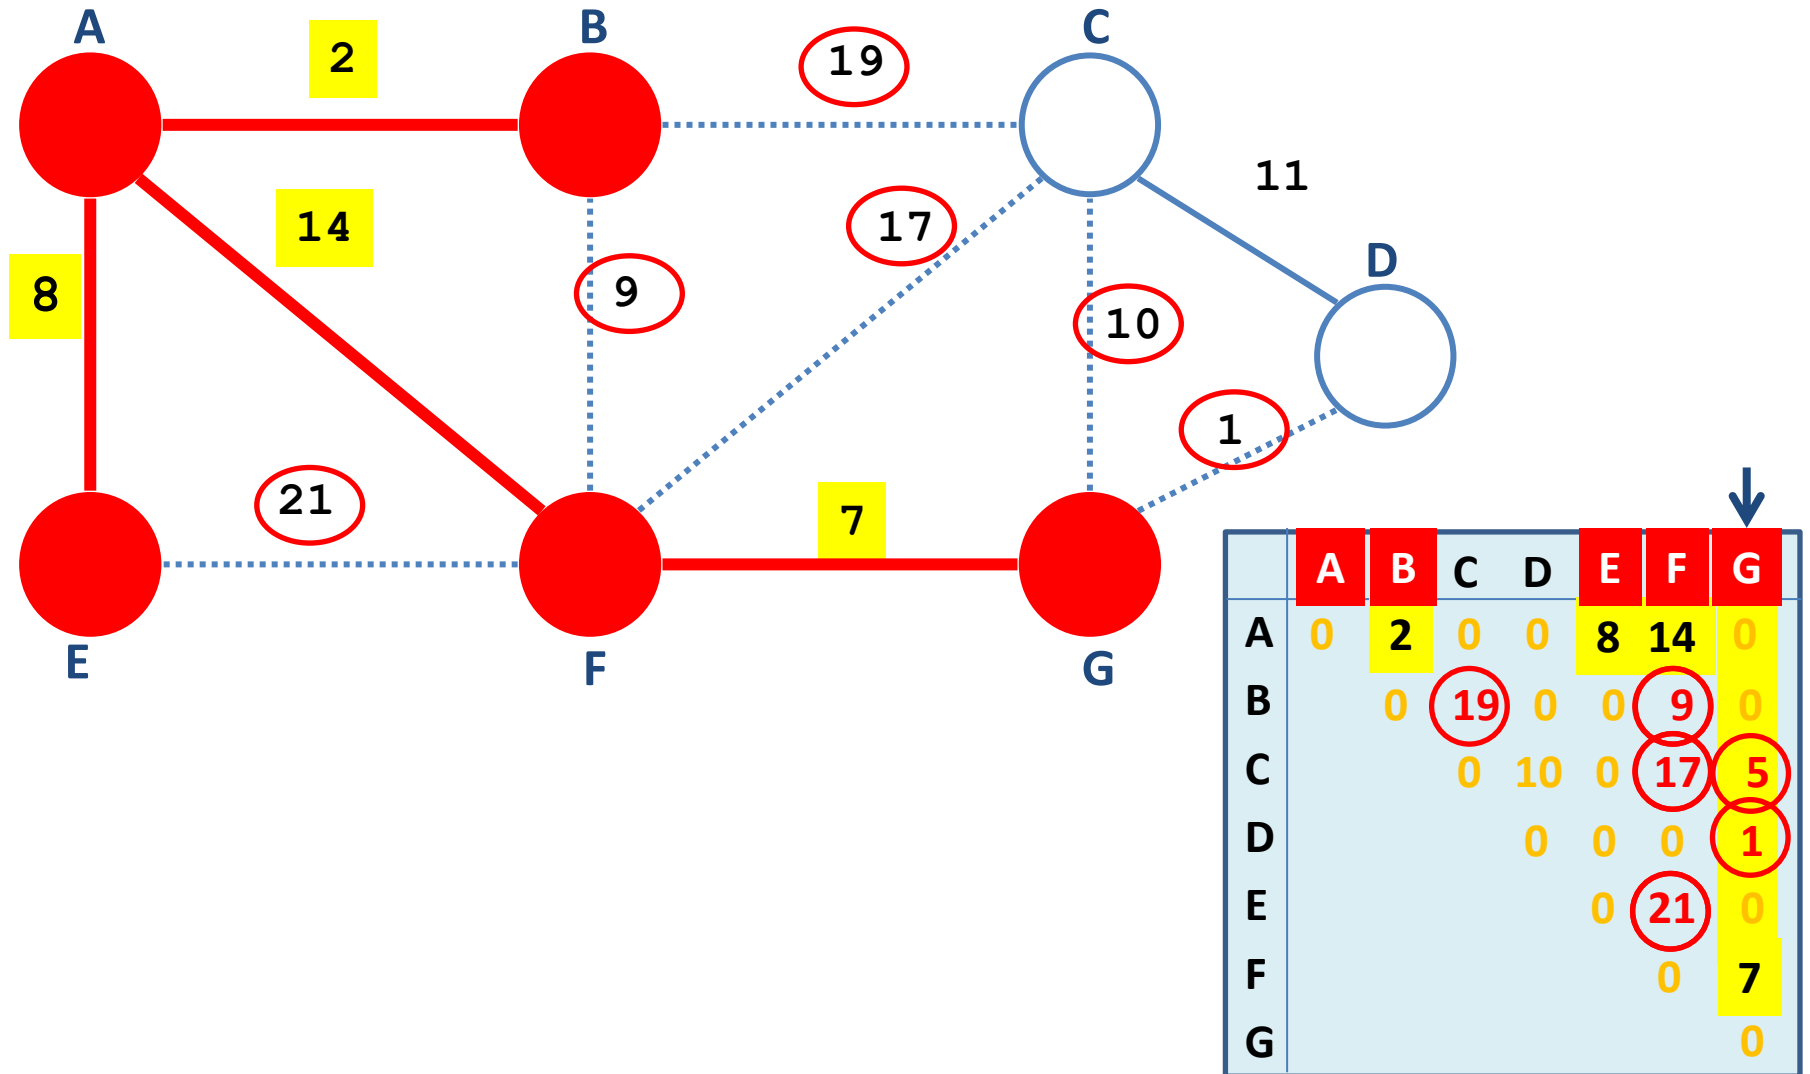 A B C
2 19
14 17 11
8 9 10 D
1
21 7
E F G
A B C D E F G
A 0 2 0 0 8 14 0
B 0 19 0 0 9 0
C 0 10 0 17 5
D 0 0 0 1
E 0 21 0
F 0 7
G 0